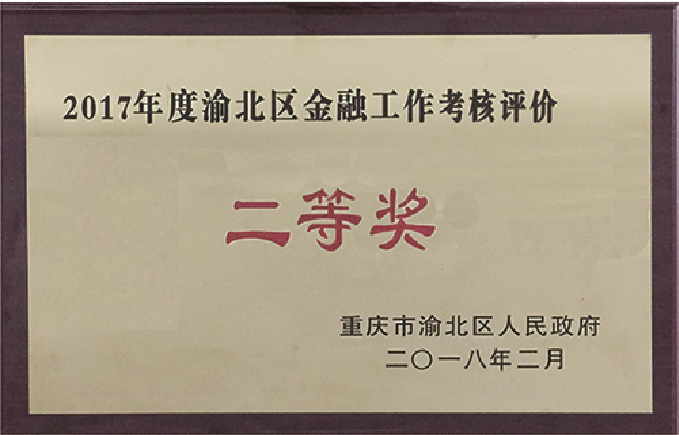 2017年度渝北区金融工作考核评价
二等奖
重庆市渝北区人民政府
二〇一八年二月